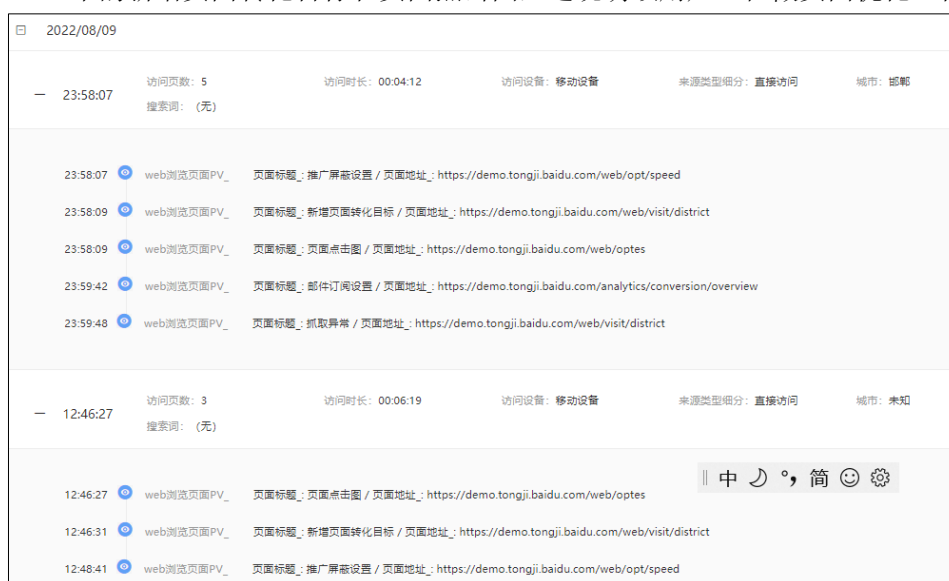 2022/08/09
23:58:07 访问页数: 5 访问时长: 00:04:12 访问设备: 移动设备 来源类型细分: 直接访问 城市: 邯郸
搜索词: (无)
23:58:07 web浏览页面PV_ 页面标题_: 推广屏蔽设置 / 页面地址_: https://demo.tongji.baidu.com/web/opt/speed
23:58:09 web浏览页面PV_ 页面标题_: 新增页面转化目标 / 页面地址_: https://demo.tongji.baidu.com/web/visit/district
23:58:09 web浏览页面PV_ 页面标题_: 页面点击图 / 页面地址_: https://demo.tongji.baidu.com/web/optes
23:59:42 web浏览页面PV_ 页面标题_: 邮件订阅设置 / 页面地址_: https://demo.tongji.baidu.com/analytics/conversion/overview
23:59:48 web浏览页面PV_ 页面标题_: 抓取异常 / 页面地址_: https://demo.tongji.baidu.com/web/visit/district
12:46:27 访问页数: 3 访问时长: 00:06:19 访问设备: 移动设备 来源类型细分: 直接访问 城市: 未知
搜索词: (无)
中 °, 简
12:46:27 web浏览页面PV_ 页面标题_: 页面点击图 / 页面地址_: https://demo.tongji.baidu.com/web/optes
12:46:31 web浏览页面PV_ 页面标题_: 新增页面转化目标 / 页面地址_: https://demo.tongji.baidu.com/web/visit/district
12:48:41 web浏览页面PV_ 页面标题_: 推广屏蔽设置 / 页面地址_: https://demo.tongji.baidu.com/web/opt/speed